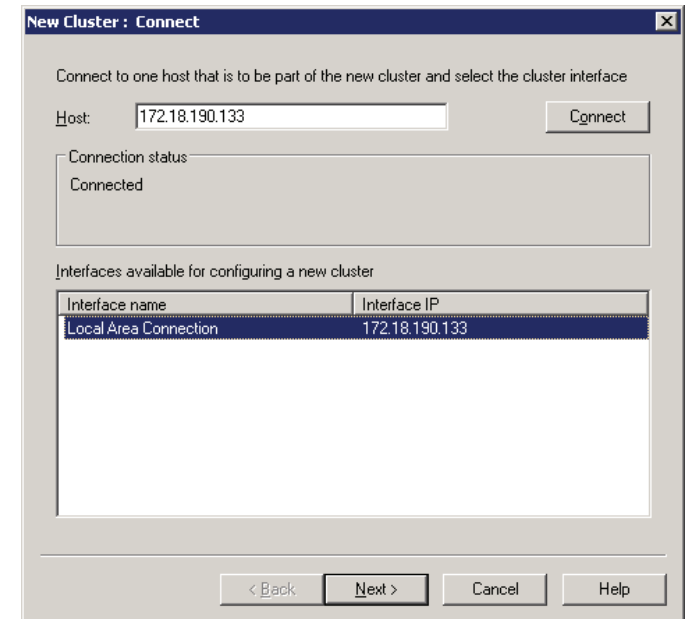 New Cluster : Connect
Connect to one host that is to be part of the new cluster and select the cluster interface
Host: 172.18.190.133 Connect
Connection status
Connected
Interfaces available for configuring a new cluster
Interface name Interface IP
Local Area Connection 172.18.190.133
< Back Next > Cancel Help